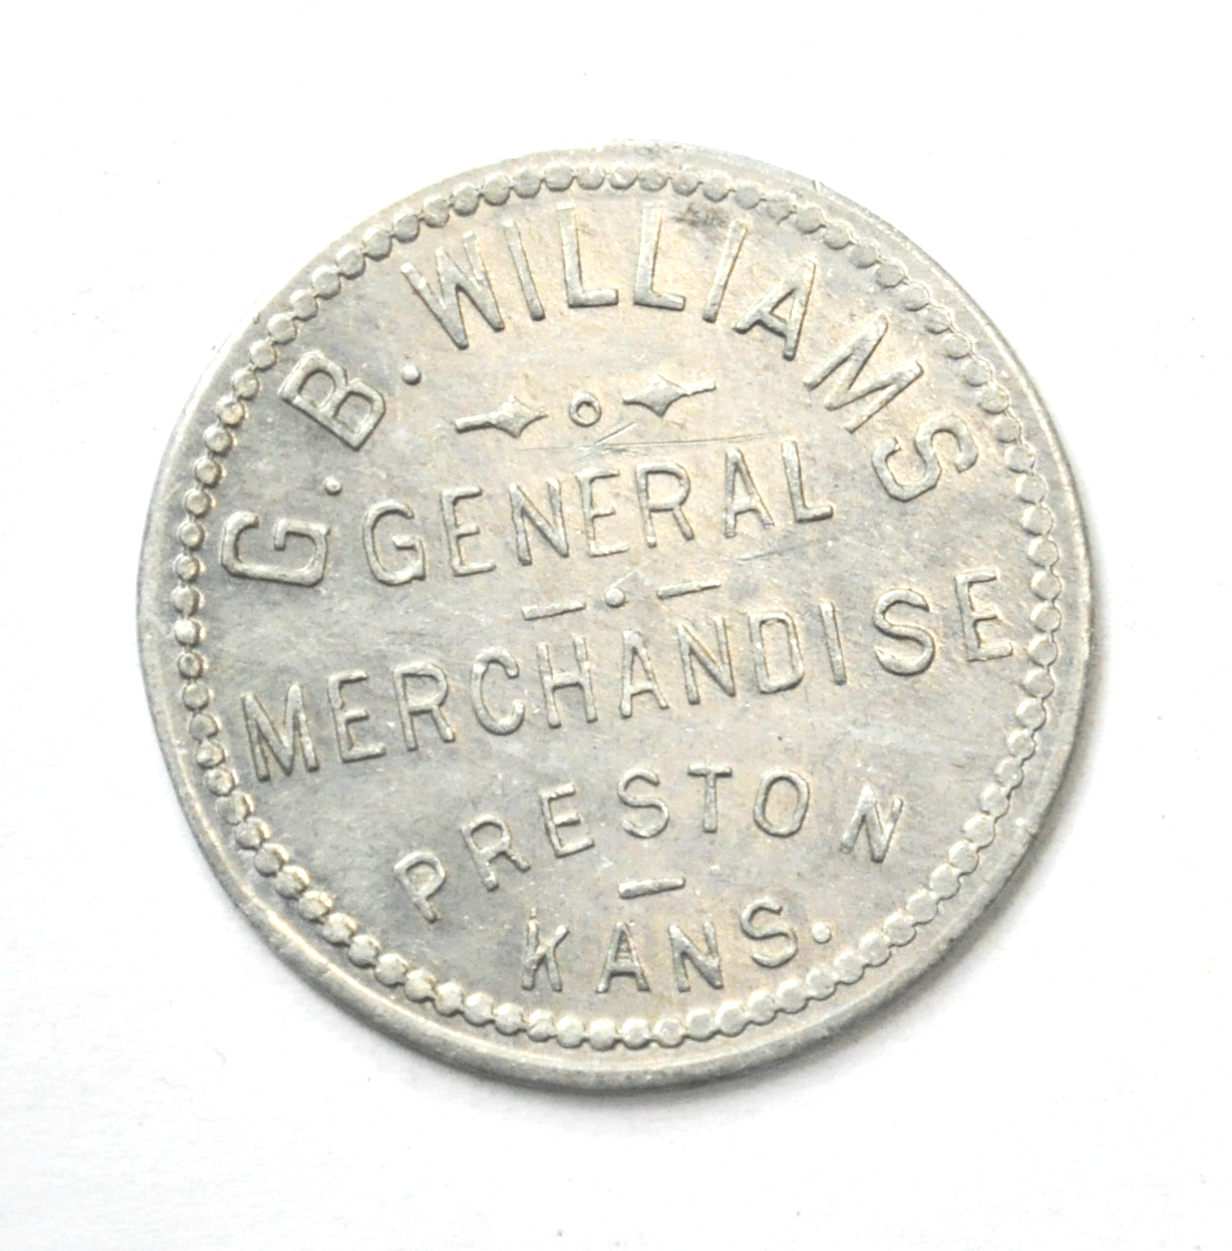 G. B. WILLIAMS
GENERAL
MERCHANDISE
PRESTON
KANS.